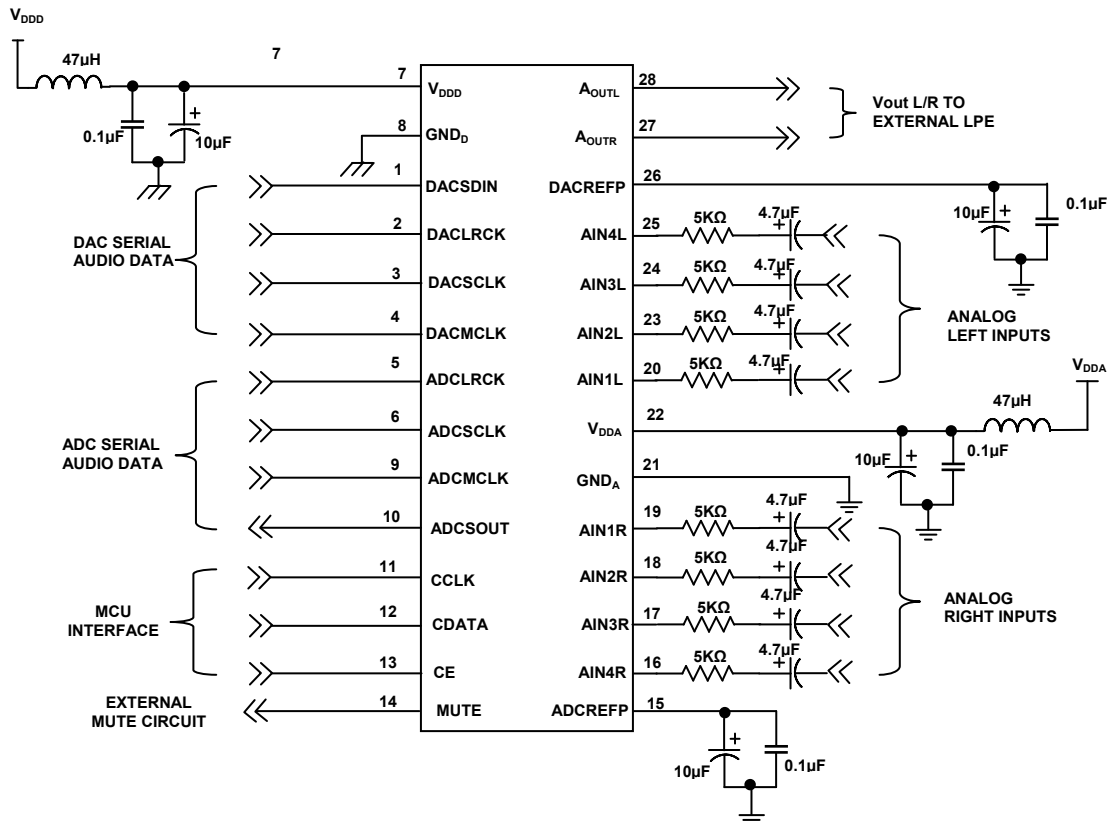 VDDD
47µH
7
7
VDDD
0.1µF
10µF
+
8
GNDD
1
DACSDIN
2
DACLRCK
3
DACSCLK
4
DACMCLK
DAC SERIAL
AUDIO DATA
5
ADCLRCK
6
ADCSCLK
9
ADCMCLK
10
ADCSOUT
ADC SERIAL
AUDIO DATA
11
CCLK
12
CDATA
13
CE
MCU
INTERFACE
14
MUTE
EXTERNAL
MUTE CIRCUIT
AOUTL
28
AOUTR
27
Vout L/R TO
EXTERNAL LPE
DACREFP
26
10µF
+
0.1µF
AIN4L
25
5KΩ
4.7µF
+
AIN3L
24
5KΩ
4.7µF
+
AIN2L
23
5KΩ
4.7µF
+
AIN1L
20
5KΩ
4.7µF
+
ANALOG
LEFT INPUTS
VDDA
22
47µH
VDDA
10µF
+
0.1µF
GNDA
21
AIN1R
19
5KΩ
4.7µF
+
AIN2R
18
5KΩ
4.7µF
+
AIN3R
17
5KΩ
4.7µF
+
AIN4R
16
5KΩ
4.7µF
+
ANALOG
RIGHT INPUTS
ADCREFP
15
10µF
+
0.1µF